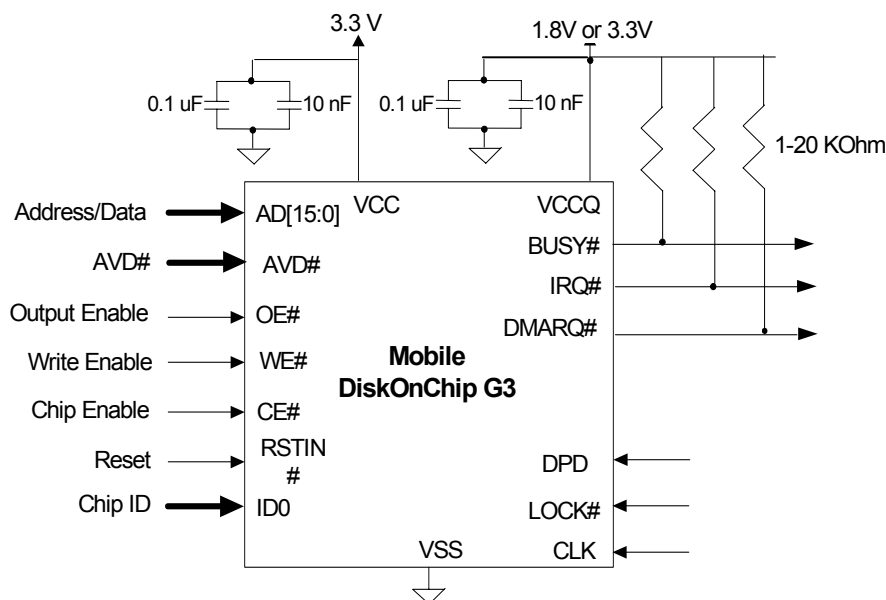 3.3 V
1.8V or 3.3V
0.1 uF
10 nF
0.1 uF
10 nF
1-20 KOhm
VCC
VCCQ
Address/Data
AD[15:0]
BUSY#
AVD#
AVD#
IRQ#
Output Enable
OE#
DMARQ#
Write Enable
WE#
Mobile
DiskOnChip G3
Chip Enable
CE#
Reset
RSTIN
#
DPD
Chip ID
ID0
LOCK#
VSS
CLK